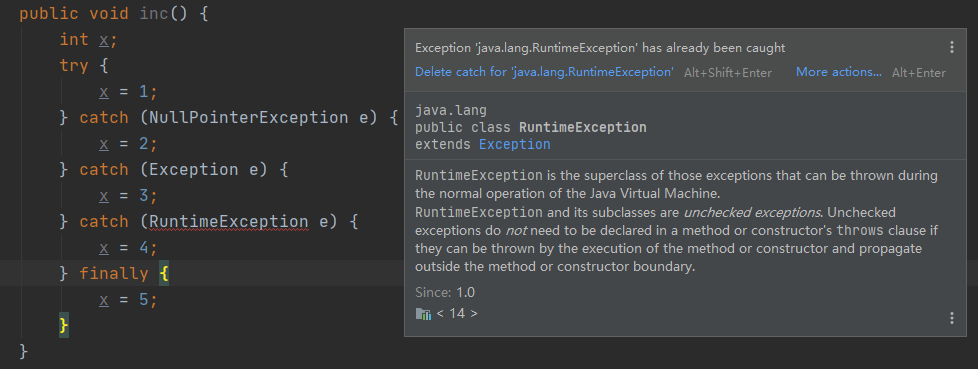 public void inc() {
int x;
try {
x = 1;
} catch (NullPointerException e) {
x = 2;
} catch (Exception e) {
x = 3;
} catch (RuntimeException e) {
x = 4;
} finally {
x = 5;
}
}
Exception 'java.lang.RuntimeException' has already been caught
Delete catch for 'java.lang.RuntimeException' Alt+Shift+Enter More actions... Alt+Enter
java.lang
public class RuntimeException
extends Exception
RuntimeException is the superclass of those exceptions that can be thrown during
the normal operation of the Java Virtual Machine.
RuntimeException and its subclasses are unchecked exceptions. Unchecked
exceptions do not need to be declared in a method or constructor's throws clause if
they can be thrown by the execution of the method or constructor and propagate
outside the method or constructor boundary.
Since: 1.0
< 14 >